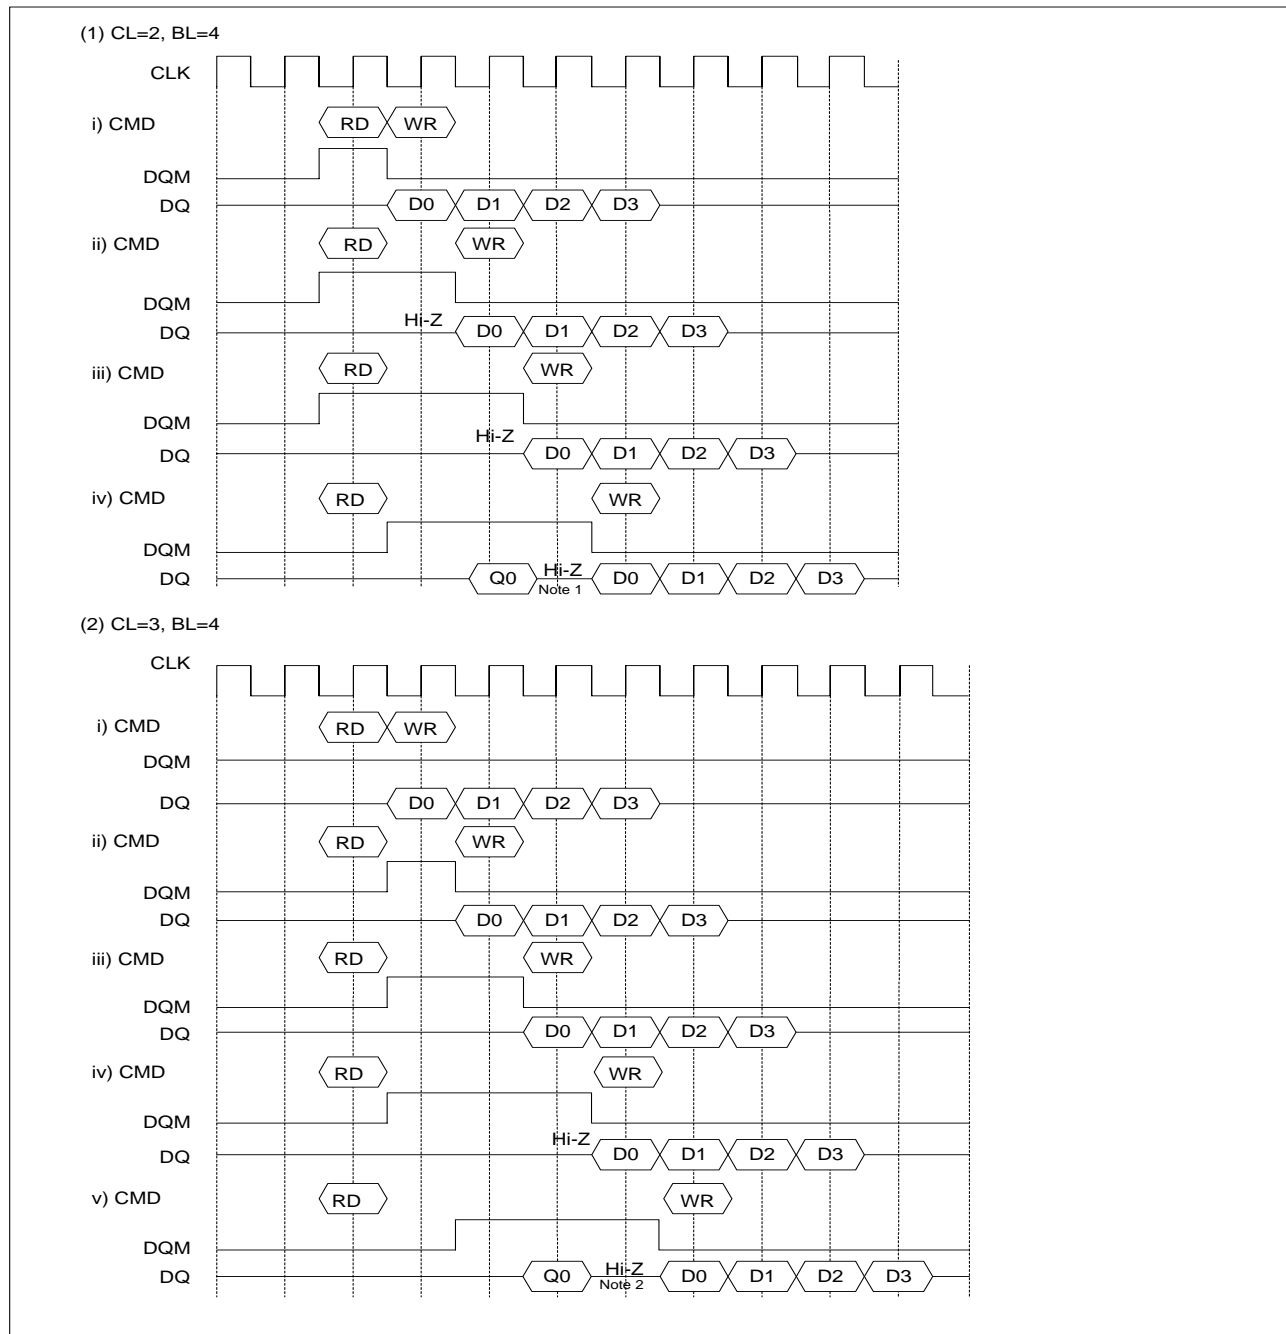 (1) CL=2, BL=4
CLK
i) CMD RD WR
DQM
DQ D0 D1 D2 D3
ii) CMD RD WR
DQM
Hi-Z
DQ D0 D1 D2 D3
iii) CMD RD WR
DQM
Hi-Z
DQ D0 D1 D2 D3
iv) CMD RD WR
DQM
DQ Q0 Hi-Z D0 D1 D2 D3
Note 1
(2) CL=3, BL=4
CLK
i) CMD RD WR
DQM
DQ D0 D1 D2 D3
ii) CMD RD WR
DQM
DQ D0 D1 D2 D3
iii) CMD RD WR
DQM
DQ D0 D1 D2 D3
iv) CMD RD WR
DQM
Hi-Z
DQ D0 D1 D2 D3
v) CMD RD WR
DQM
DQ Q0 Hi-Z D0 D1 D2 D3
Note 2